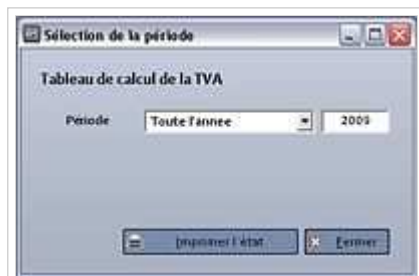 Sélection de la période
Tableau de calcul de la TVA
Période Toute l'annee 2009
Imprimer l'état Fermer